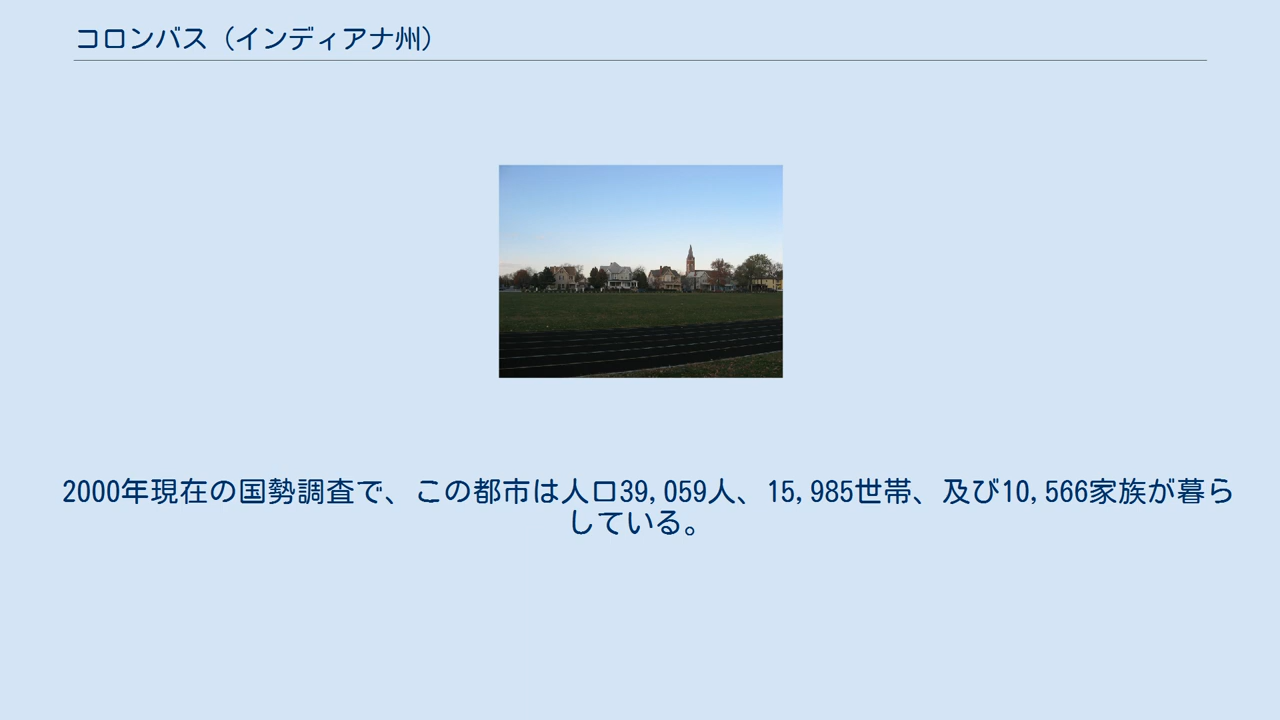 コロンバス（インディアナ州）
2000年現在の国勢調査で、この都市は人口39,059人、15,985世帯、及び10,566家族が暮ら
している。